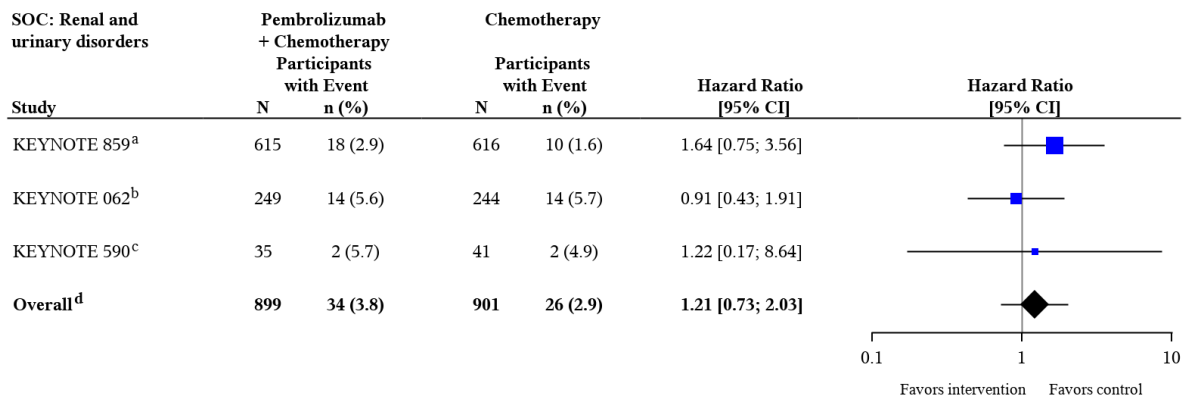 SOC: Renal and Pembrolizumab Chemotherapy
urinary disorders + Chemotherapy
Participants Participants
with Event with Event Hazard Ratio Hazard Ratio
Study N n (%) N n (%) [95% CI] [95% CI]
KEYNOTE 859a 615 18 (2.9) 616 10 (1.6) 1.64 [0.75; 3.56]
KEYNOTE 062b 249 14 (5.6) 244 14 (5.7) 0.91 [0.43; 1.91]
KEYNOTE 590c 35 2 (5.7) 41 2 (4.9) 1.22 [0.17; 8.64]
Overalld 899 34 (3.8) 901 26 (2.9) 1.21 [0.73; 2.03]
0.1 1 10
Favors intervention Favors control